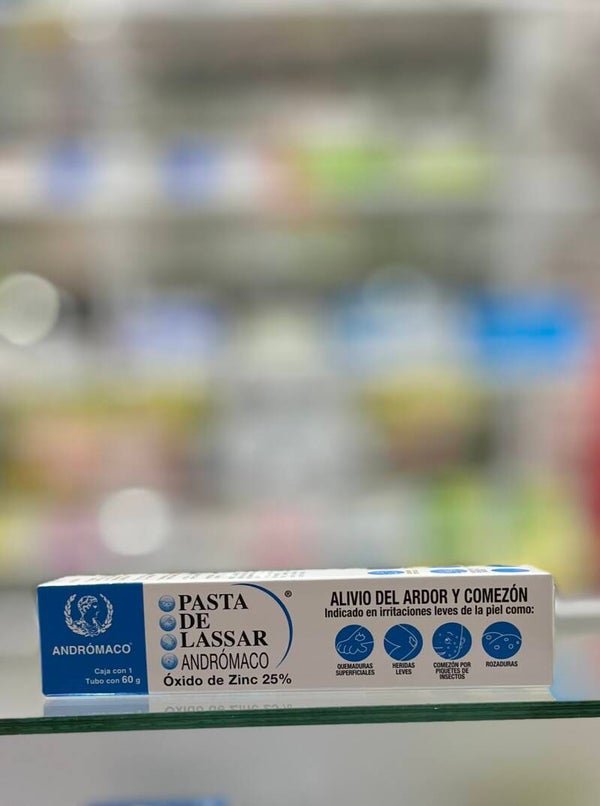 ANDRÓMACO
Caja con 1
Tubo con 60 g
PASTA
DE
LASSAR
ANDRÓMACO
®
Óxido de Zinc 25%
ALIVIO DEL ARDOR Y COMEZÓN
Indicado en irritaciones leves de la piel como:
QUEMADURAS
SUPERFICIALES
HERIDAS
LEVES
COMEZÓN POR
PIQUETES DE
INSECTOS
ROZADURAS